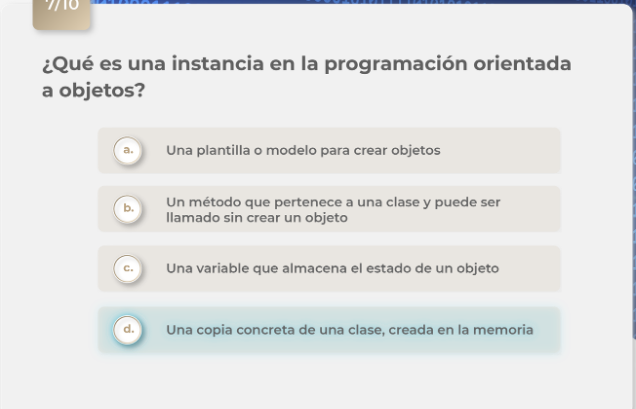 7/10
¿Qué es una instancia en la programación orientada
a objetos?
a. Una plantilla o modelo para crear objetos
b. Un método que pertenece a una clase y puede ser
llamado sin crear un objeto
c. Una variable que almacena el estado de un objeto
d. Una copia concreta de una clase, creada en la memoria